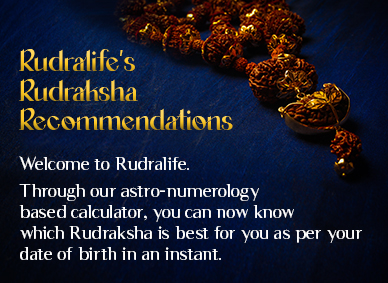 Rudralife's
Rudraksha
Recommendations
Welcome to Rudralife.
Through our astro-numerology
based calculator, you can now know
which Rudraksha is best for you as per your
date of birth in an instant.